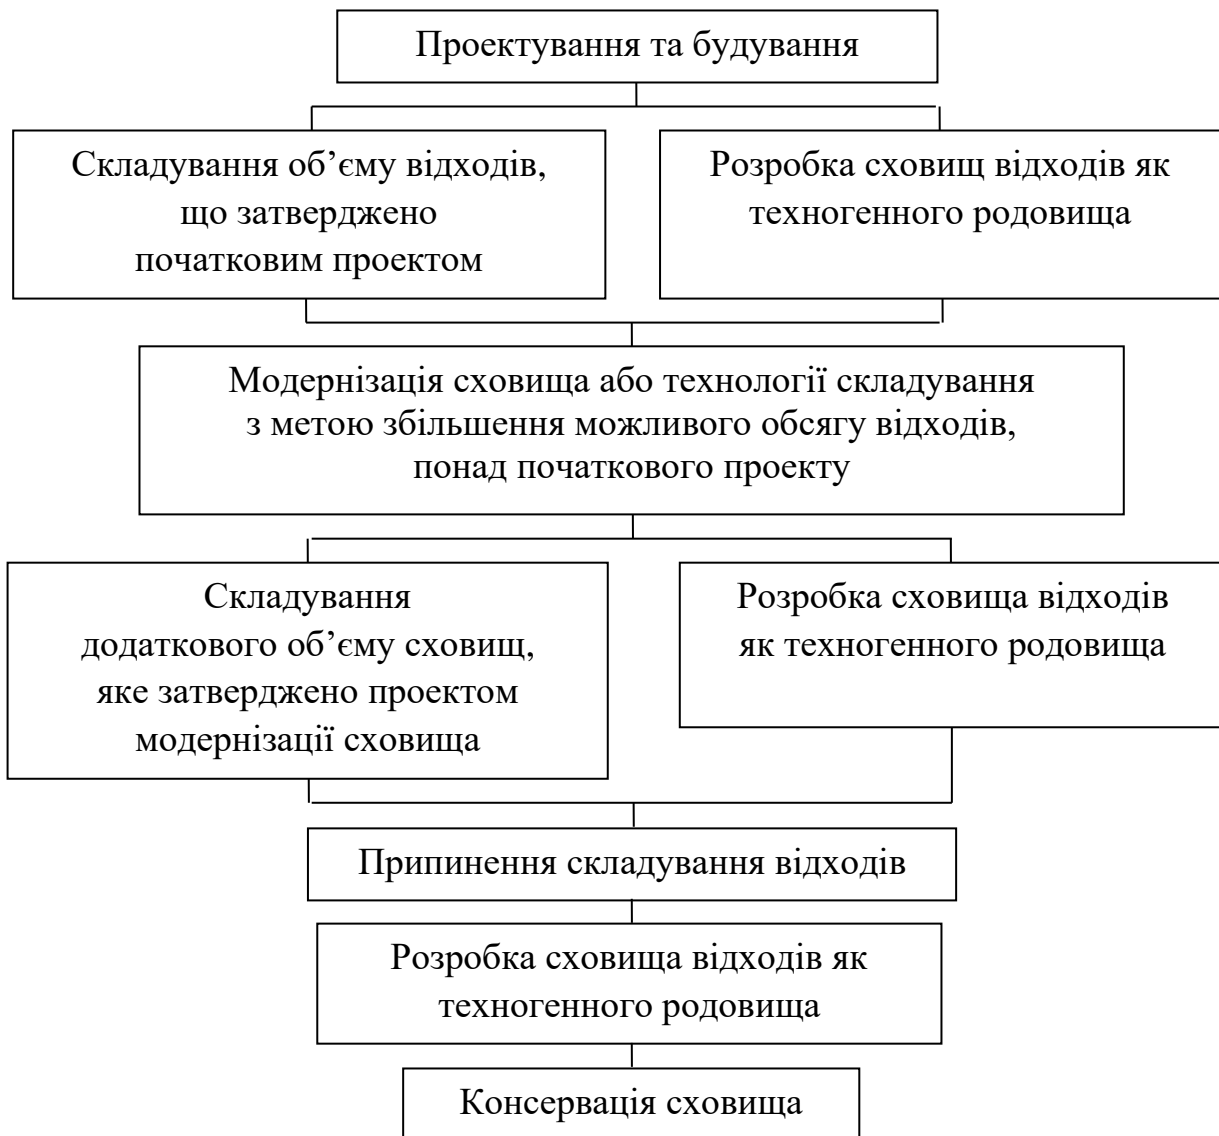 Проектування та будування
Складування об’єму відходів,
що затверджено
початковим проектом
Розробка сховищ відходів як
техногенного родовища
Модернізація сховища або технології складування
з метою збільшення можливого обсягу відходів,
понад початкового проекту
Складування
додаткового об’єму сховищ,
яке затверджено проектом
модернізації сховища
Розробка сховища відходів
як техногенного родовища
Припинення складування відходів
Розробка сховища відходів як
техногенного родовища
Консервація сховища